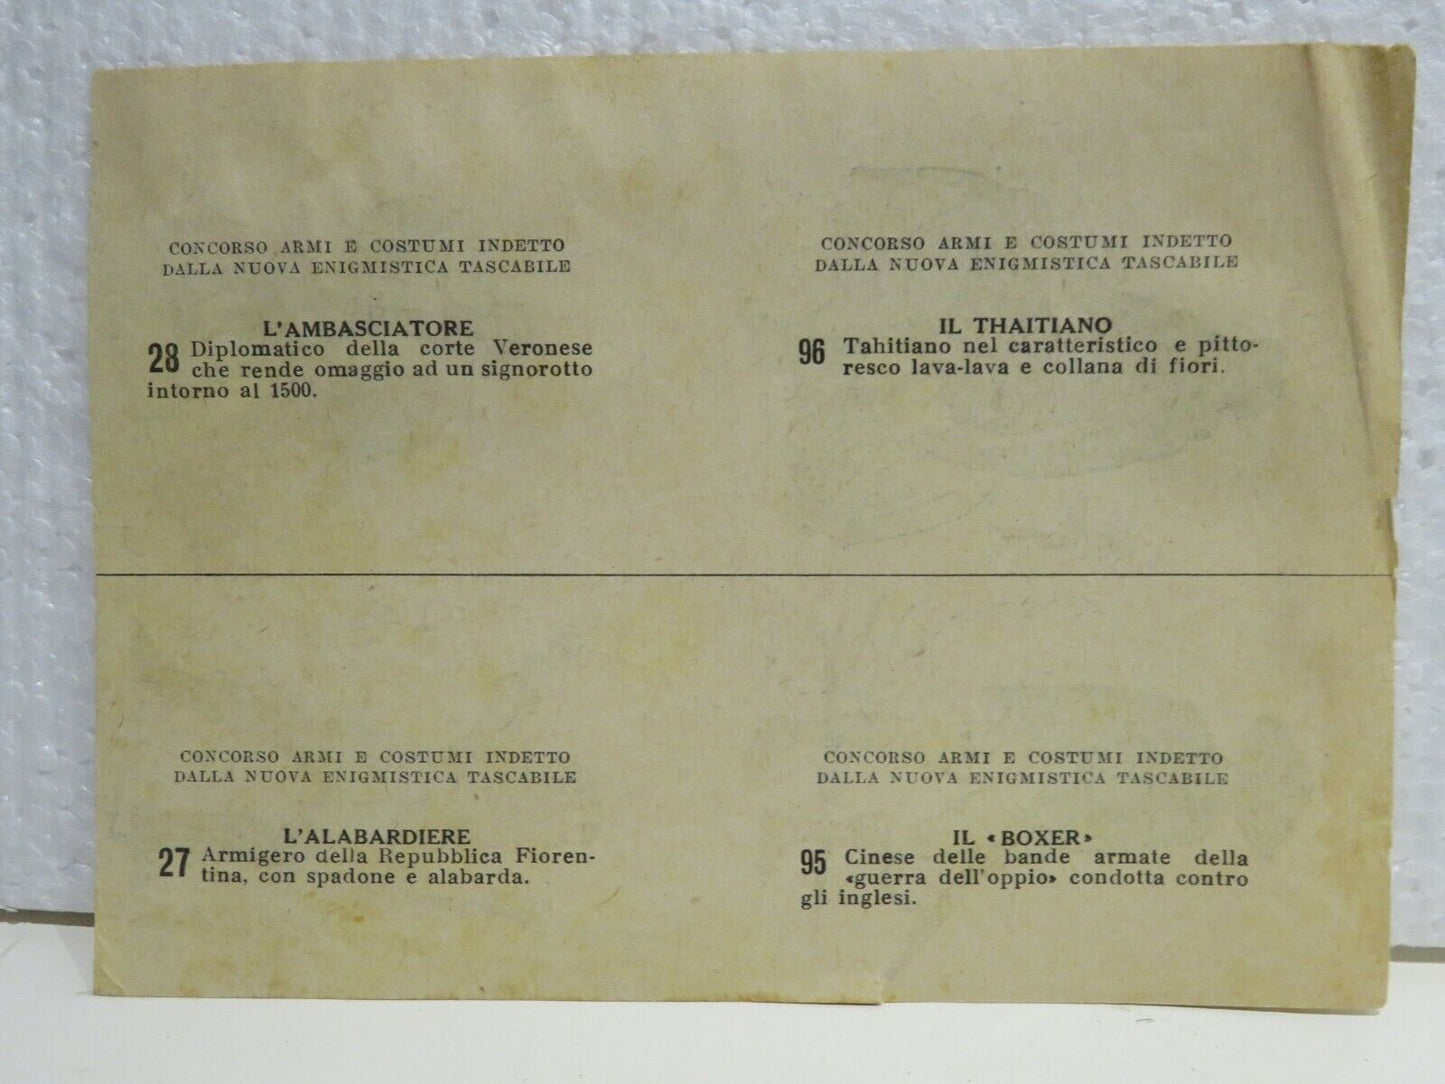 CONCORSO ARMI E COSTUMI INDETTO
DALLA NUOVA ENIGMISTICA TASCABILE
L'AMBASCIATORE
28 Diplomatico della corte Veronese
che rende omaggio ad un signorotto
intorno al 1500.
CONCORSO ARMI E COSTUMI INDETTO
DALLA NUOVA ENIGMISTICA TASCABILE
IL THAITIANO
96 Tahitiano nel caratteristico e pitto-
resco lava-lava e collana di fiori.
CONCORSO ARMI E COSTUMI INDETTO
DALLA NUOVA ENIGMISTICA TASCABILE
L'ALABARDIERE
27 Armigero della Repubblica Fioren-
tina, con spadone e alabarda.
CONCORSO ARMI E COSTUMI INDETTO
DALLA NUOVA ENIGMISTICA TASCABILE
IL «BOXER»
95 Cinese delle bande armate della
«guerra dell'oppio» condotta contro
gli inglesi.